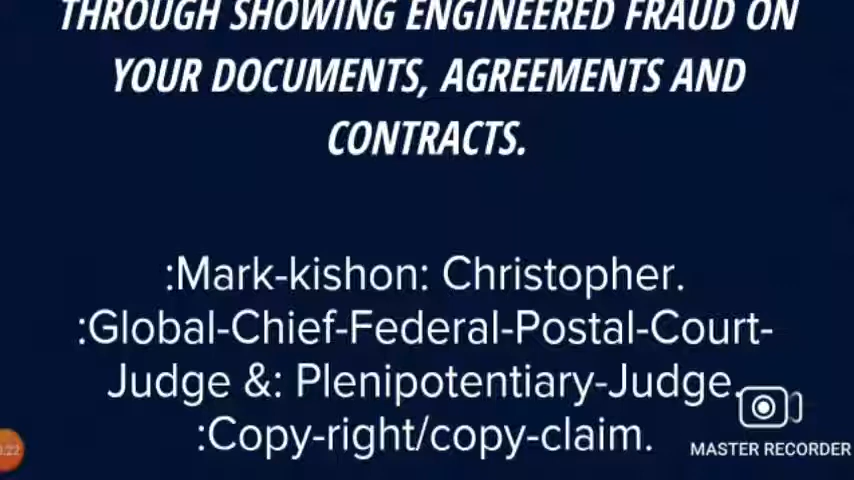 THROUGH SHOWING ENGINEERED FRAUD ON
YOUR DOCUMENTS, AGREEMENTS AND
CONTRACTS.
:Mark-kishon: Christopher.
:Global-Chief-Federal-Postal-Court-
Judge &: Plenipotentiary-Judge.
:Copy-right/copy-claim.
MASTER RECORDER